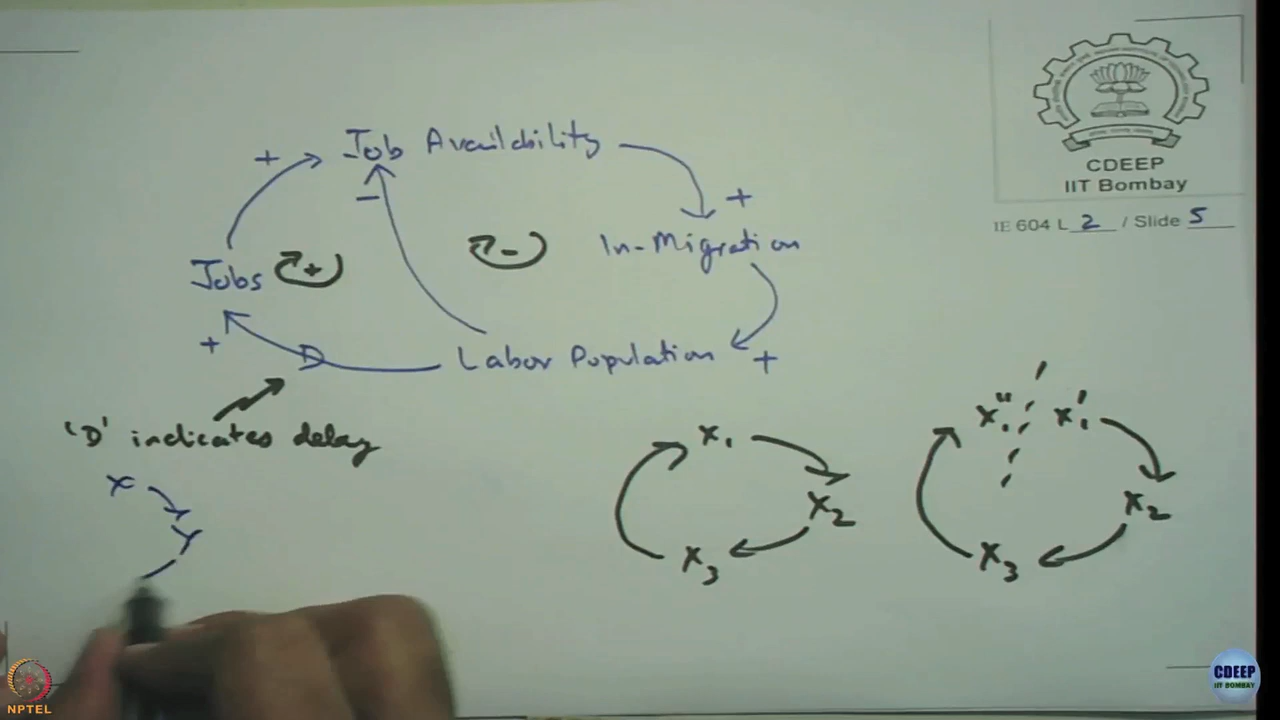 CDEEP
IIT Bombay
IE 604 L 2 / Slide 5
+ Job Availability
+
−
In-Migration
Jobs + −
+ Labor Population +
D
'D' indicates delay
X
Y
X₁
X₂
X₃
X₁'' X₁'
X₂
X₃
NPTEL
CDEEP
IIT BOMBAY